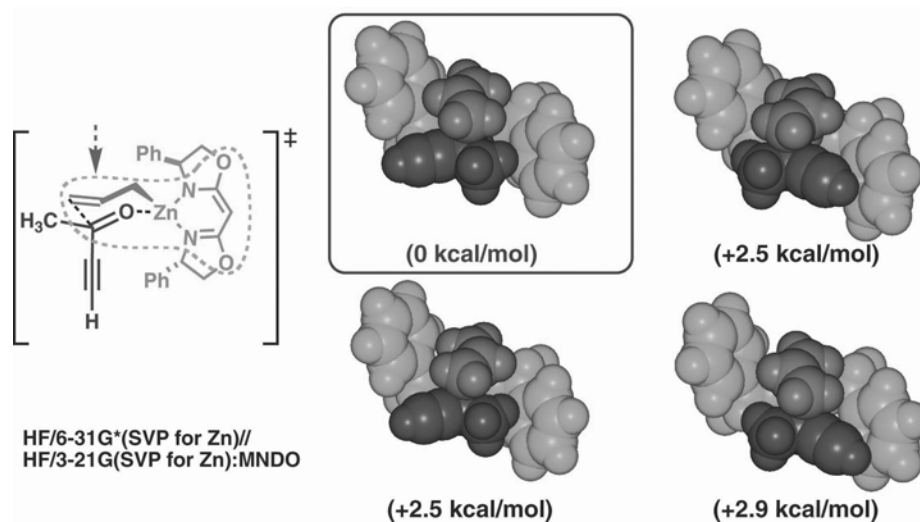 ‡
Ph
O
N
Zn
H₃C
O
N
O
Ph
H
(0 kcal/mol)
(+2.5 kcal/mol)
HF/6-31G*(SVP for Zn)//
HF/3-21G(SVP for Zn):MNDO
(+2.5 kcal/mol)
(+2.9 kcal/mol)